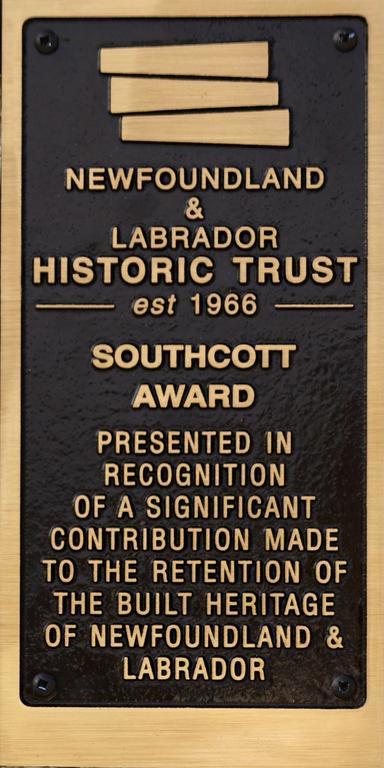 NEWFOUNDLAND
&
LABRADOR
HISTORIC TRUST
est 1966
SOUTHCOTT
AWARD
PRESENTED IN
RECOGNITION
OF A SIGNIFICANT
CONTRIBUTION MADE
TO THE RETENTION OF
THE BUILT HERITAGE
OF NEWFOUNDLAND &
LABRADOR